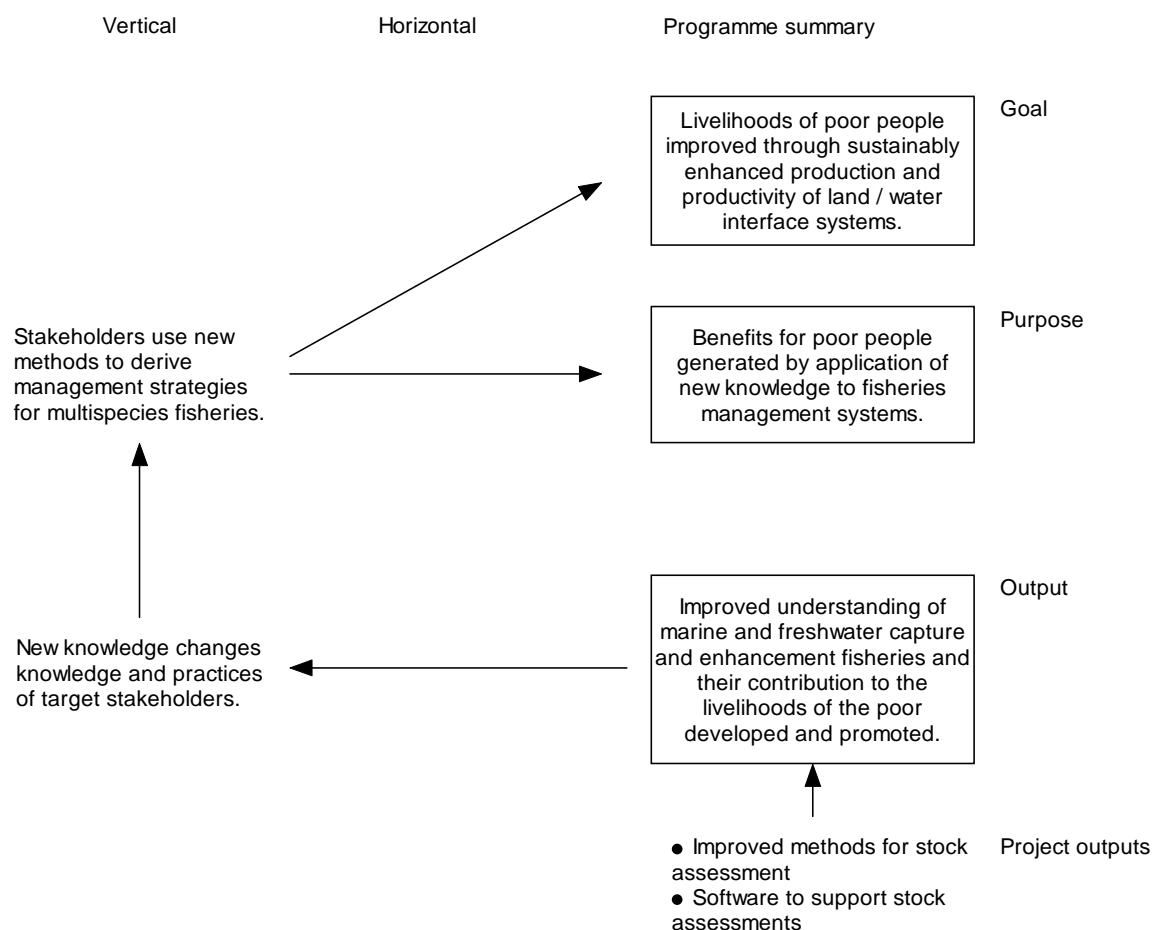 Vertical
Horizontal
Programme summary
Livelihoods of poor people
improved through sustainably
enhanced production and
productivity of land / water
interface systems.
Goal
Stakeholders use new
methods to derive
management strategies
for multispecies fisheries.
Benefits for poor people
generated by application of
new knowledge to fisheries
management systems.
Purpose
New knowledge changes
knowledge and practices
of target stakeholders.
Improved understanding of
marine and freshwater capture
and enhancement fisheries and
their contribution to the
livelihoods of the poor
developed and promoted.
Output
● Improved methods for stock
assessment
● Software to support stock
assessments
Project outputs